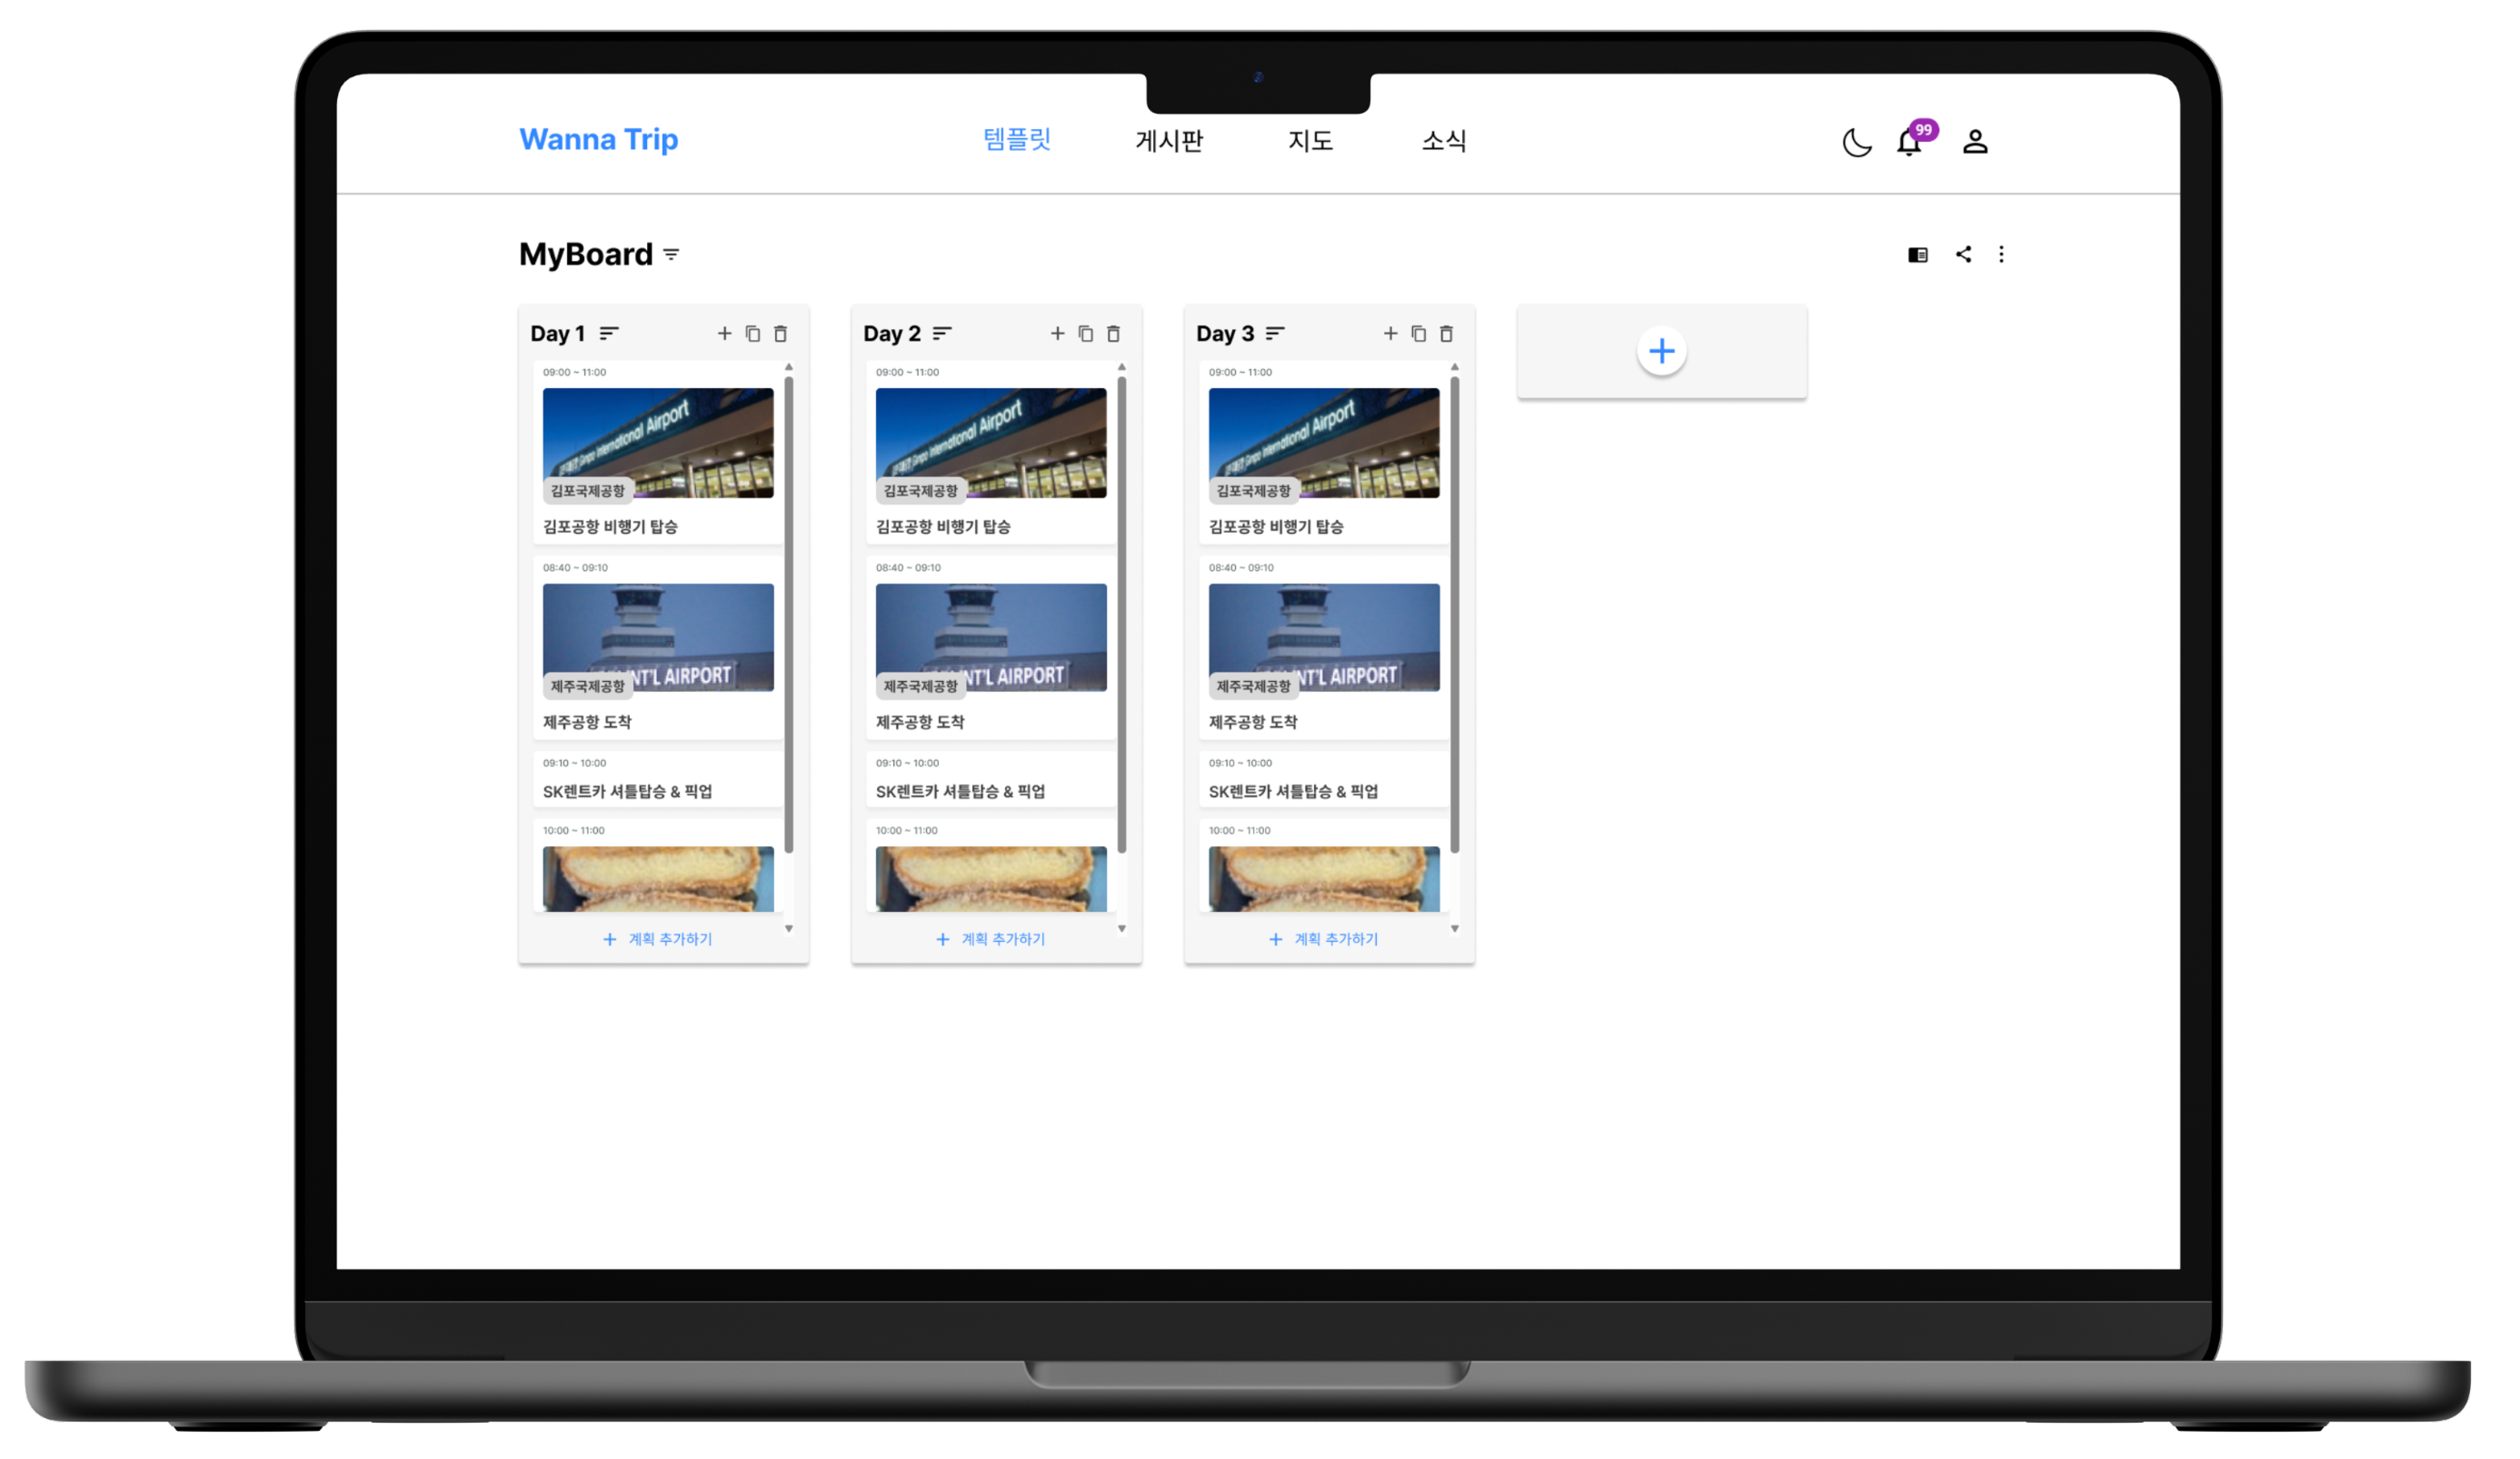 Wanna Trip
템플릿 게시판 지도 소식
99
MyBoard
Day 1
09:00 ~ 11:00
Gimpo International Airport
김포국제공항
김포공항 비행기 탑승
08:40 ~ 09:10
NT'L AIRPORT
제주국제공항
제주공항 도착
09:10 ~ 10:00
SK렌트카 셔틀탑승 & 픽업
10:00 ~ 11:00
+ 계획 추가하기
Day 2
09:00 ~ 11:00
Gimpo International Airport
김포국제공항
김포공항 비행기 탑승
08:40 ~ 09:10
NT'L AIRPORT
제주국제공항
제주공항 도착
09:10 ~ 10:00
SK렌트카 셔틀탑승 & 픽업
10:00 ~ 11:00
+ 계획 추가하기
Day 3
09:00 ~ 11:00
Gimpo International Airport
김포국제공항
김포공항 비행기 탑승
08:40 ~ 09:10
NT'L AIRPORT
제주국제공항
제주공항 도착
09:10 ~ 10:00
SK렌트카 셔틀탑승 & 픽업
10:00 ~ 11:00
+ 계획 추가하기